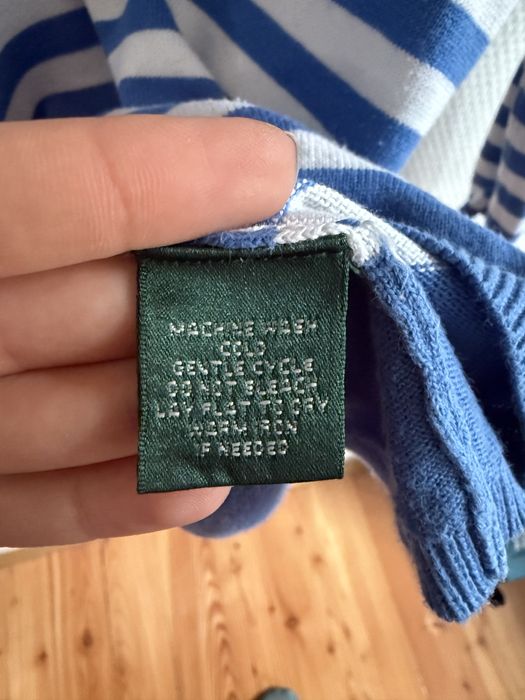 MACHINE WASH
COLD
GENTLE CYCLE
DO NOT BLEACH
LAY FLAT TO DRY
WARM IRON
IF NEEDED